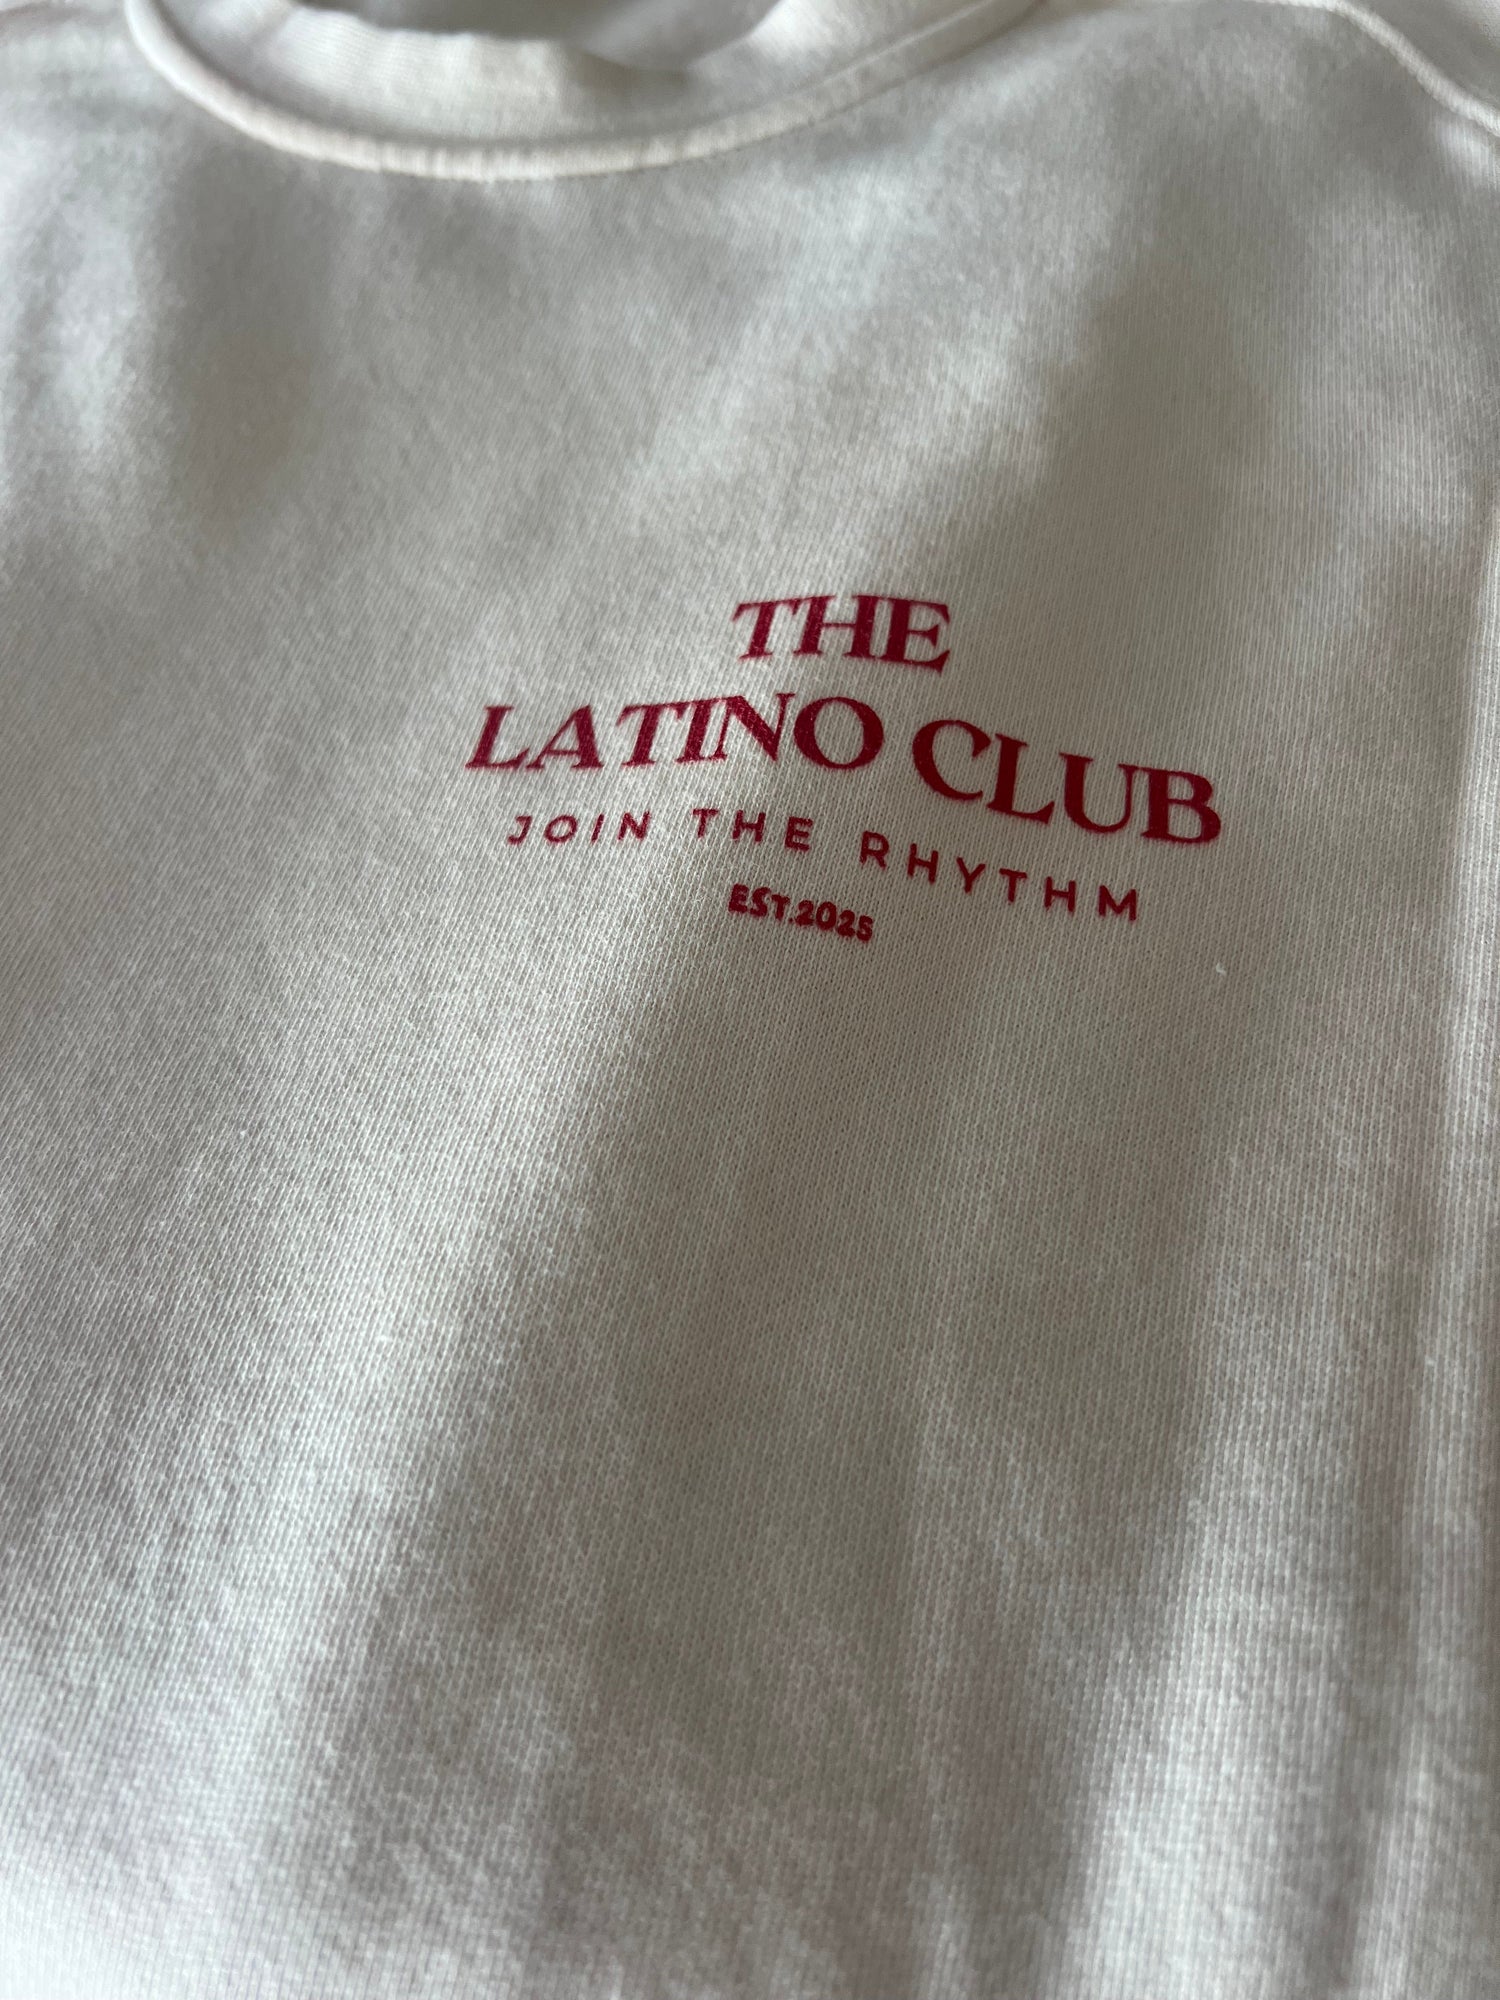 THE
LATINO CLUB
JOIN THE RHYTHM
EST.2025